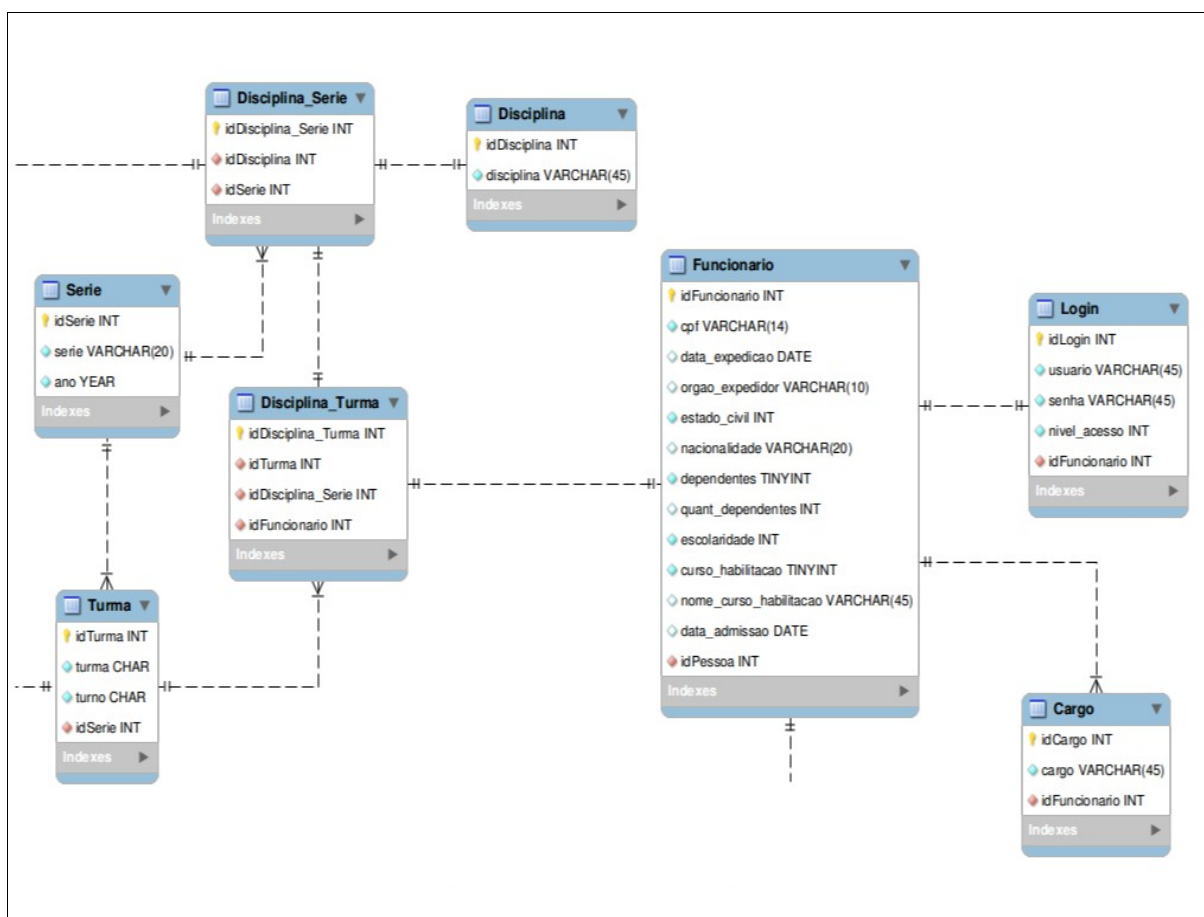 Disciplina_Serie
idDisciplina_Serie INT
idDisciplina INT
idSerie INT
Indexes
Disciplina
idDisciplina INT
disciplina VARCHAR(45)
Indexes
Serie
idSerie INT
serie VARCHAR(20)
ano YEAR
Indexes
Disciplina_Turma
idDisciplina_Turma INT
idTurma INT
idDisciplina_Serie INT
idFuncionario INT
Indexes
Turma
idTurma INT
turma CHAR
turno CHAR
idSerie INT
Indexes
Funcionario
idFuncionario INT
cpf VARCHAR(14)
data_expedicao DATE
orgao_expedidor VARCHAR(10)
estado_civil INT
nacionalidade VARCHAR(20)
dependentes TINYINT
quant_dependentes INT
escolaridade INT
curso_habilitacao TINYINT
nome_curso_habilitacao VARCHAR(45)
data_admissao DATE
idPessoa INT
Indexes
Login
idLogin INT
usuario VARCHAR(45)
senha VARCHAR(45)
nivel_acesso INT
idFuncionario INT
Indexes
Cargo
idCargo INT
cargo VARCHAR(45)
idFuncionario INT
Indexes